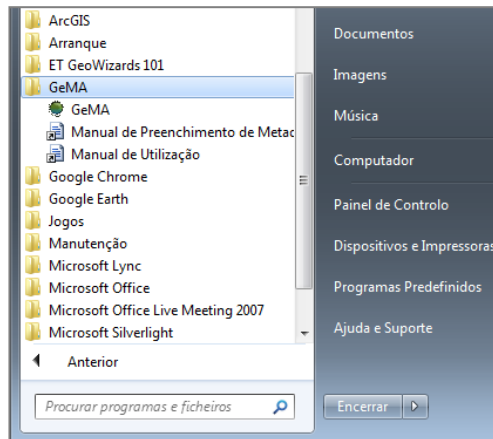 ArcGIS
Arranque
ET GeoWizards 101
GeMA
GeMA
Manual de Preenchimento de Metac
Manual de Utilização
Google Chrome
Google Earth
Jogos
Manutenção
Microsoft Lync
Microsoft Office
Microsoft Office Live Meeting 2007
Microsoft Silverlight
Anterior
Procurar programas e ficheiros
Documentos
Imagens
Música
Computador
Painel de Controlo
Dispositivos e Impressoras
Programas Predefinidos
Ajuda e Suporte
Encerrar